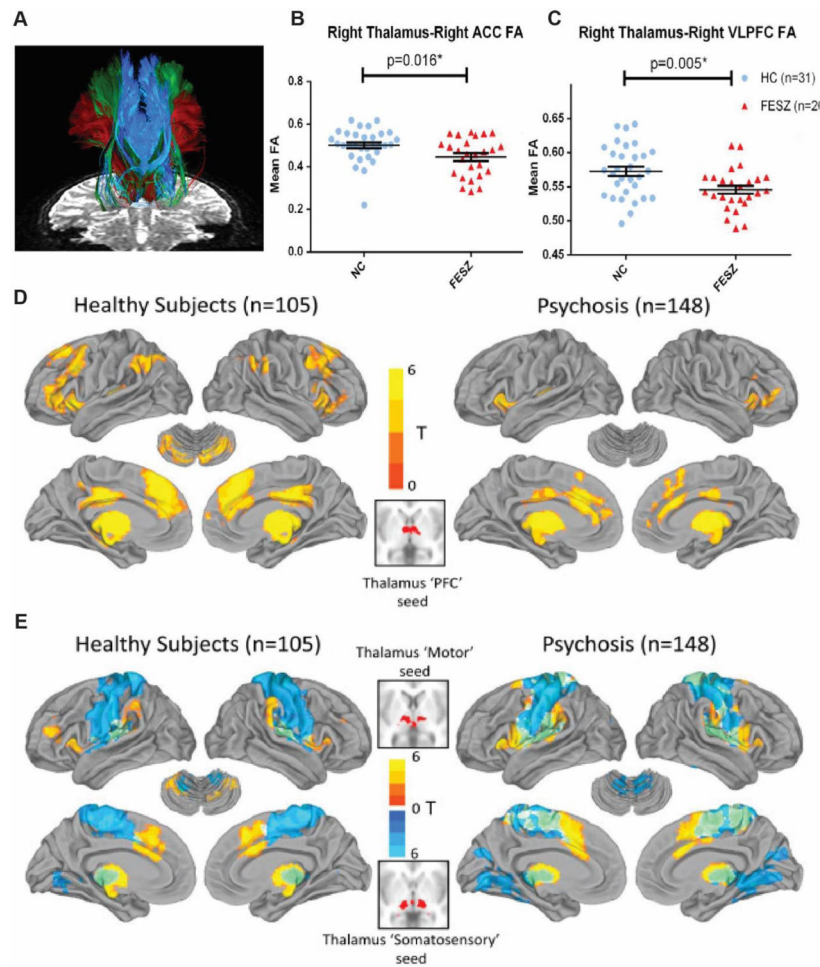 A
B
Right Thalamus-Right ACC FA
p=0.016*
0.8
0.6
0.4
0.2
0.0
Mean FA
NC
FESZ
C
Right Thalamus-Right VLPFC FA
p=0.005*
HC (n=31)
FESZ (n=26
0.65
0.60
0.55
0.50
0.45
Mean FA
NC
FESZ
D
Healthy Subjects (n=105)
Psychosis (n=148)
6
T
0
Thalamus 'PFC'
seed
E
Healthy Subjects (n=105)
Psychosis (n=148)
Thalamus 'Motor'
seed
6
0 T
6
Thalamus 'Somatosensory'
seed